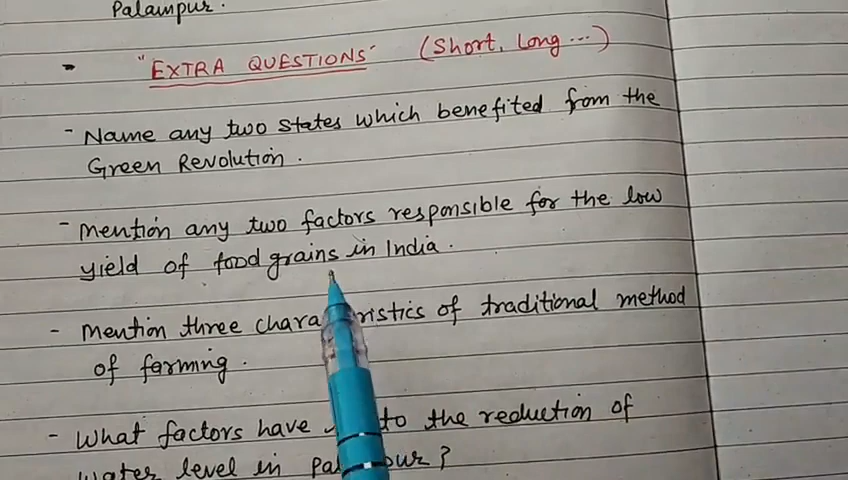 Palampur.
- "EXTRA QUESTIONS" (Short, Long ...)
- Name any two states which benefited from the
Green Revolution.
- Mention any two factors responsible for the low
yield of food grains in India.
- Mention three characteristics of traditional method
of farming.
- What factors have to the reduction of
water level in Palampur?